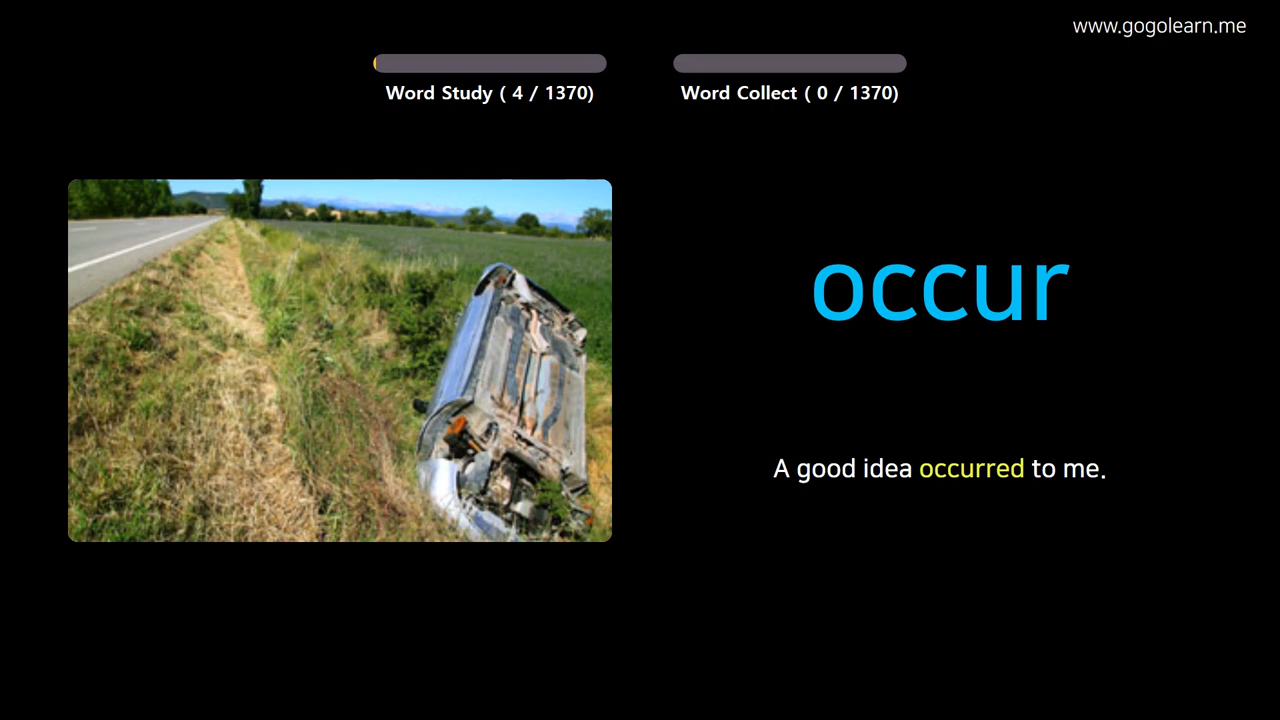 www.gogolearn.me
Word Study ( 4 / 1370)
Word Collect ( 0 / 1370)
occur
A good idea occurred to me.